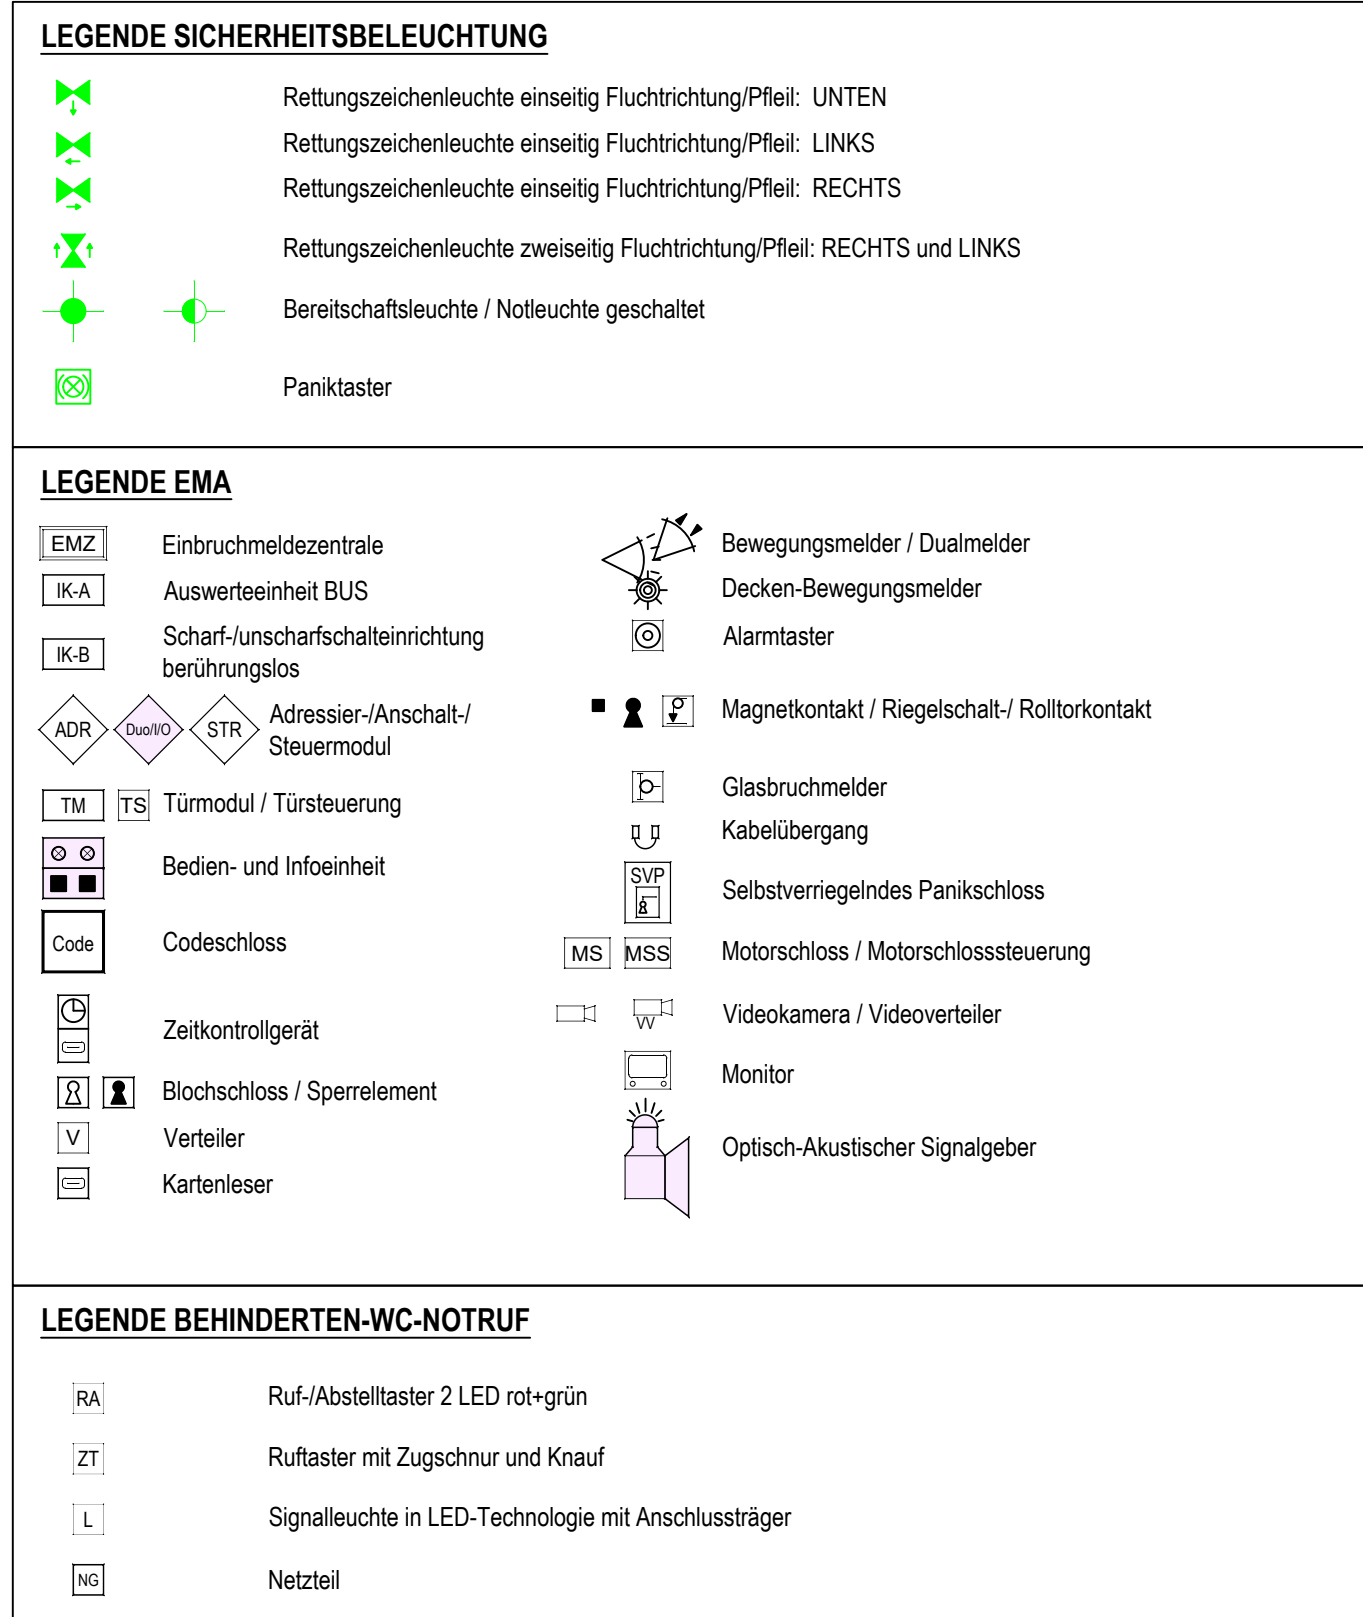 LEGENDE SICHERHEITSBELEUCHTUNG
Rettungszeichenleuchte einseitig Fluchtrichtung/Pfleil: UNTEN
Rettungszeichenleuchte einseitig Fluchtrichtung/Pfleil: LINKS
Rettungszeichenleuchte einseitig Fluchtrichtung/Pfleil: RECHTS
Rettungszeichenleuchte zweiseitig Fluchtrichtung/Pfleil: RECHTS und LINKS
Bereitschaftsleuchte / Notleuchte geschaltet
Paniktaster
LEGENDE EMA
EMZ Einbruchmeldezentrale
IK-A Auswerteeinheit BUS
IK-B Scharf-/unscharfschalteinrichtung
berührungslos
ADR Duo/I/O STR Adressier-/Anschalt-/
Steuermodul
TM TS Türmodul / Türsteuerung
Bedien- und Infoeinheit
Code Codeschloss
Zeitkontrollgerät
Blochschloss / Sperrelement
V Verteiler
Kartenleser
Bewegungsmelder / Dualmelder
Decken-Bewegungsmelder
Alarmtaster
Magnetkontakt / Riegelschalt-/ Rolltorkontakt
Glasbruchmelder
Kabelübergang
SVP Selbstverriegelndes Panikschloss
MS MSS Motorschloss / Motorschlosssteuerung
VV Videokamera / Videoverteiler
Monitor
Optisch-Akustischer Signalgeber
LEGENDE BEHINDERTEN-WC-NOTRUF
RA Ruf-/Abstelltaster 2 LED rot+grün
ZT Ruftaster mit Zugschnur und Knauf
L Signalleuchte in LED-Technologie mit Anschlussträger
NG Netzteil